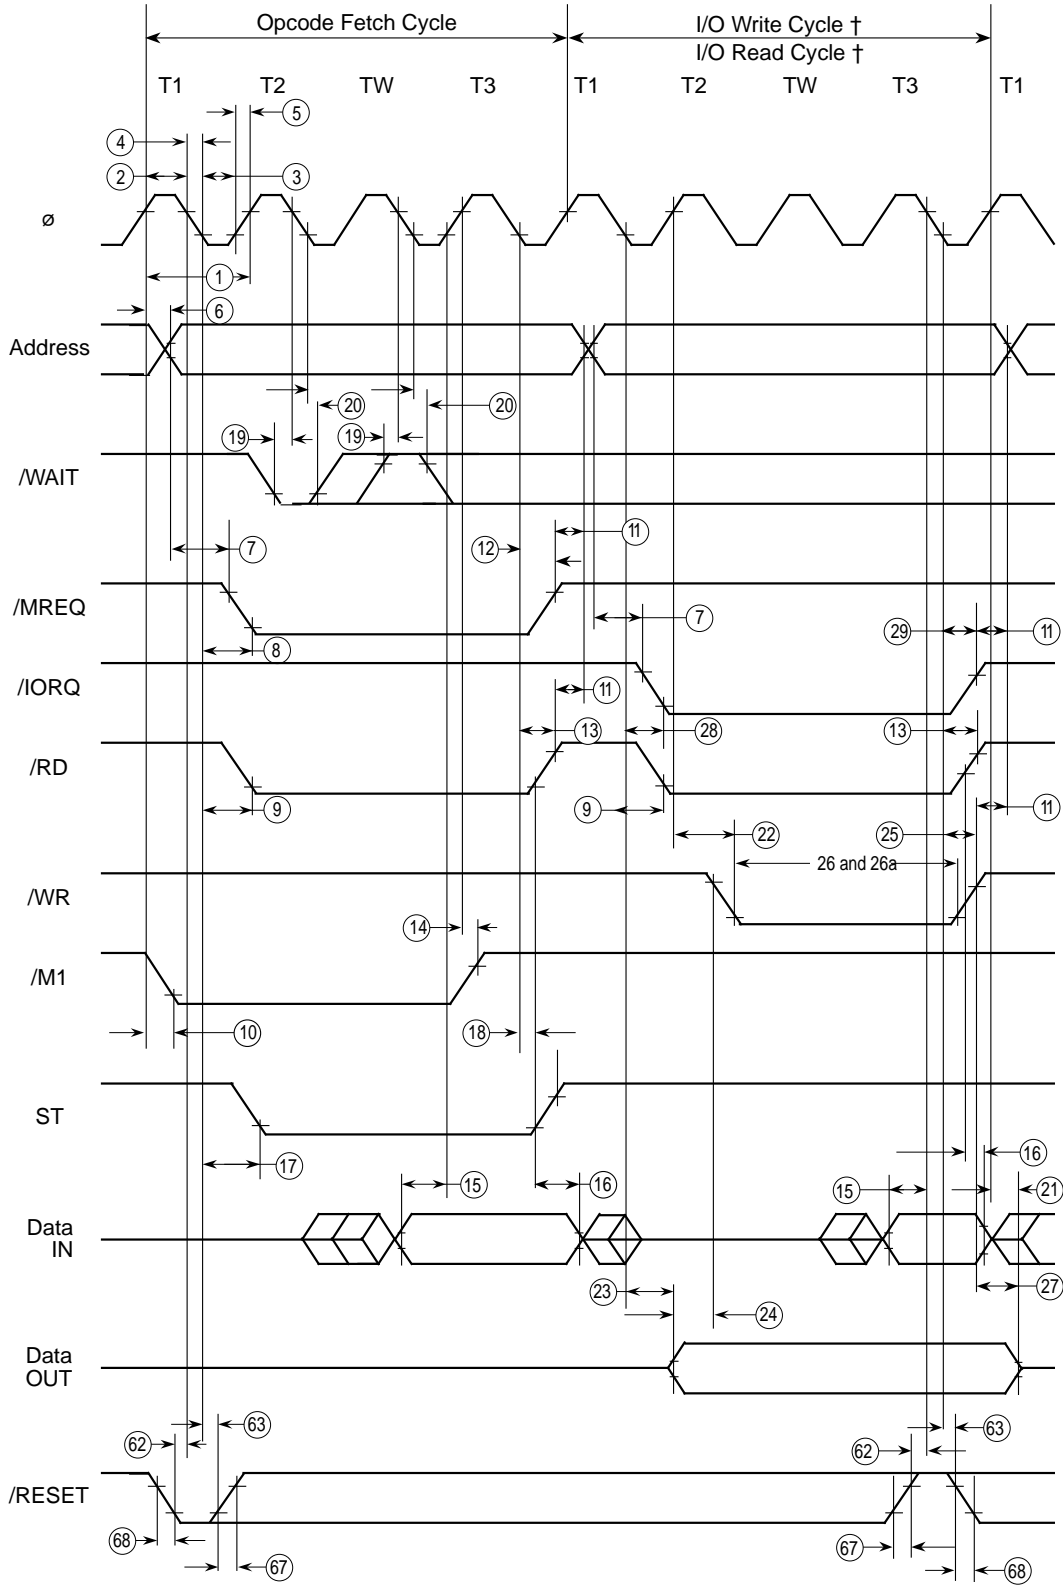 Opcode Fetch Cycle
I/O Write Cycle †
I/O Read Cycle †
T1 T2 TW T3 T1 T2 TW T3 T1
5
4
2 3
ø
1
6
Address
20 20
19 19
/WAIT
11
7 12
/MREQ
7 29 11
8
/IORQ
11
13 28 13
/RD
9 9 11
22 25
26 and 26a
/WR
14
/M1
10 18
ST
16
17
15 16 15 21
Data
IN
23 27
24
Data
OUT
63 63
62 62
/RESET
68 67
67 68